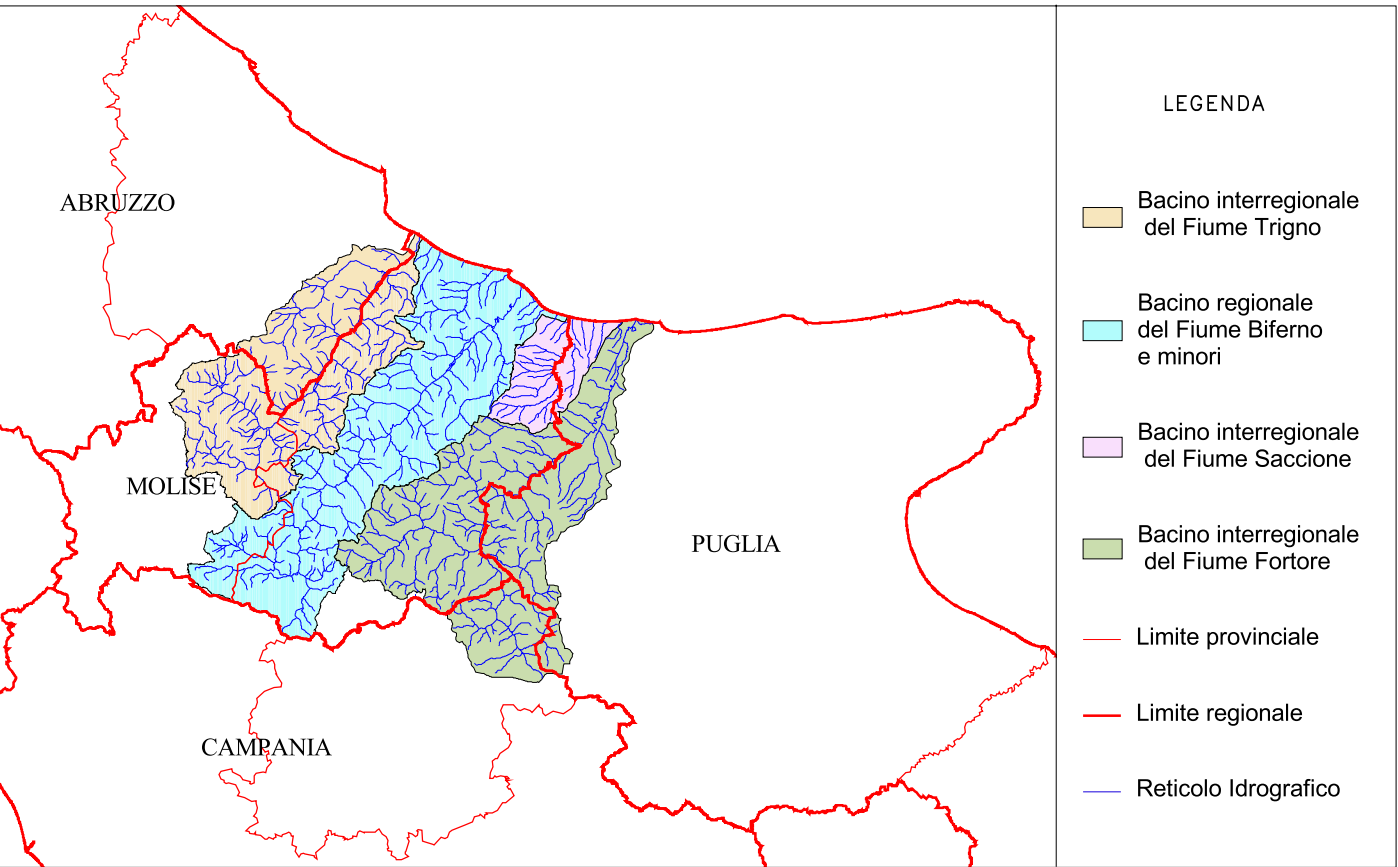 ABRUZZO
MOLISE
PUGLIA
CAMPANIA
LEGENDA
Bacino interregionale
del Fiume Trigno
Bacino regionale
del Fiume Biferno
e minori
Bacino interregionale
del Fiume Saccione
Bacino interregionale
del Fiume Fortore
Limite provinciale
Limite regionale
Reticolo Idrografico